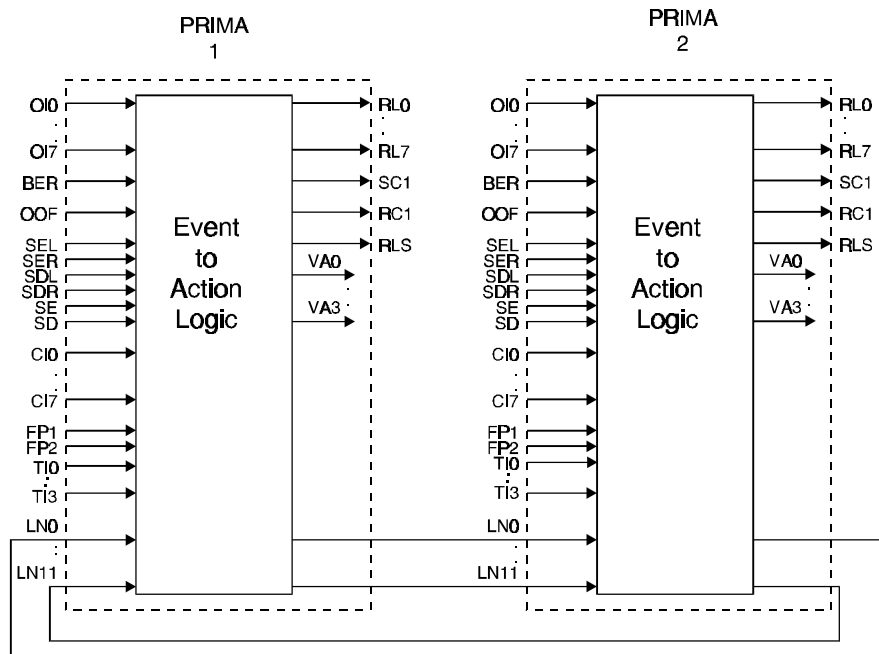 PRIMA
1
PRIMA
2
OI0
RL0
OI7
RL7
BER
SC1
OOF
RC1
SEL
RLS
SER
VA0
SDL
SDR
SE
VA3
SD
Event
to
Action
Logic
CI0
CI7
FP1
FP2
TI0
TI3
LN0
LN11
OI0
RL0
OI7
RL7
BER
SC1
OOF
RC1
SEL
RLS
SER
VA0
SDL
SDR
SE
VA3
SD
Event
to
Action
Logic
CI0
CI7
FP1
FP2
TI0
TI3
LN0
LN11